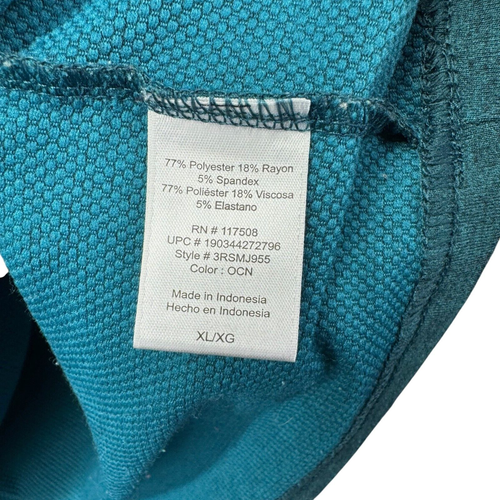 77% Polyester 18% Rayon
5% Spandex
77% Poliéster 18% Viscosa
5% Elastano
RN # 117508
UPC # 190344272796
Style # 3RSMJ955
Color : OCN
Made in Indonesia
Hecho en Indonesia
XL/XG